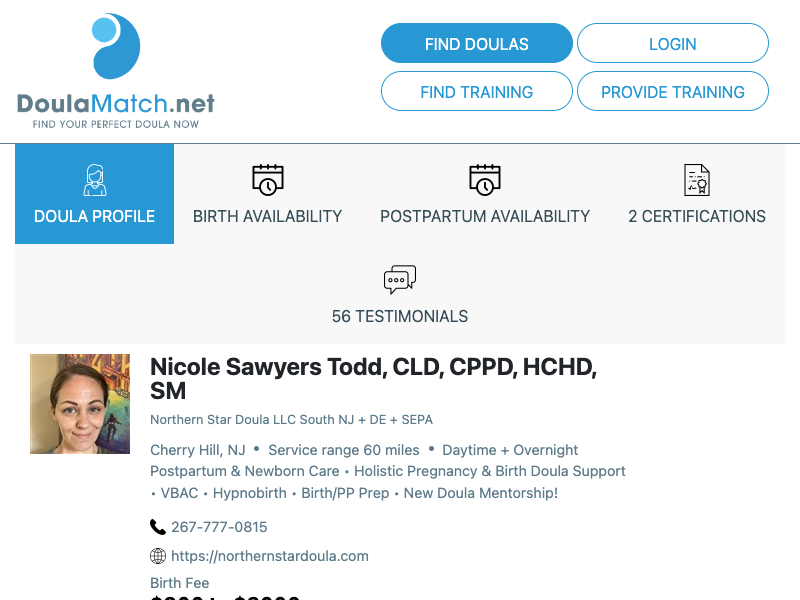 DoulaMatch.net
FIND YOUR PERFECT DOULA NOW
FIND DOULAS
LOGIN
FIND TRAINING
PROVIDE TRAINING
DOULA PROFILE
BIRTH AVAILABILITY
POSTPARTUM AVAILABILITY
2 CERTIFICATIONS
56 TESTIMONIALS
Nicole Sawyers Todd, CLD, CPPD, HCHD,
SM
Northern Star Doula LLC South NJ + DE + SEPA
Cherry Hill, NJ • Service range 60 miles • Daytime + Overnight
Postpartum & Newborn Care • Holistic Pregnancy & Birth Doula Support
• VBAC • Hypnobirth • Birth/PP Prep • New Doula Mentorship!
267-777-0815
https://northernstardoula.com
Birth Fee